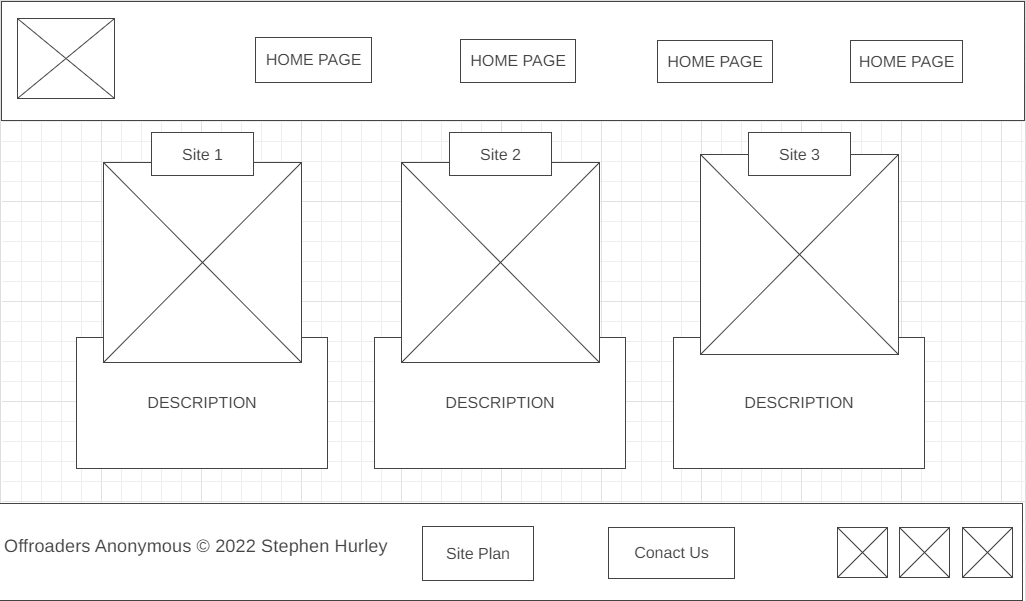 HOME PAGE
HOME PAGE
HOME PAGE
HOME PAGE
Site 1
Site 2
Site 3
DESCRIPTION
DESCRIPTION
DESCRIPTION
Offroaders Anonymous © 2022 Stephen Hurley
Site Plan
Conact Us